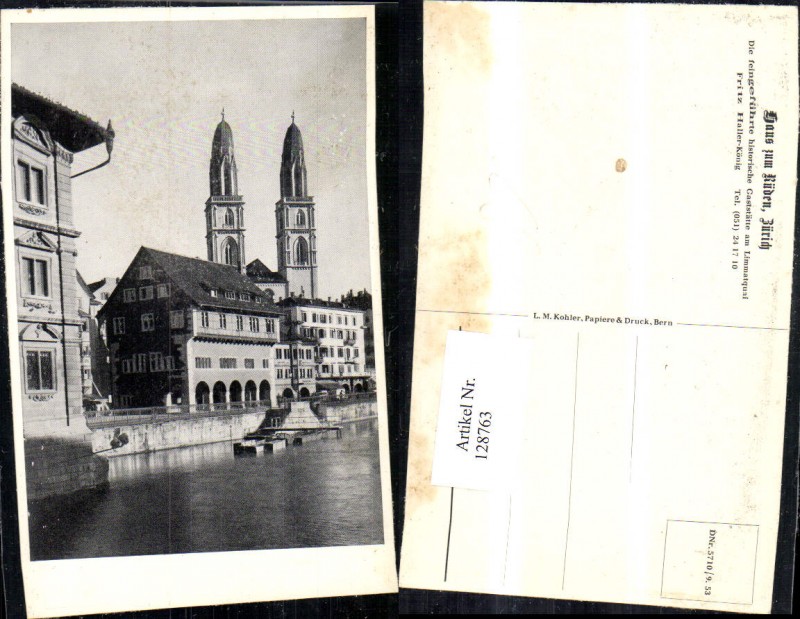 Haus zum Rüden, Zürich
Die feingeführte historische Gaststätte am Limmatquai
Fritz Haller-König Tel. (051) 24 17 10
L. M. Kohler, Papiere & Druck, Bern
Artikel Nr.
128763
DNr. 5710/9. 53